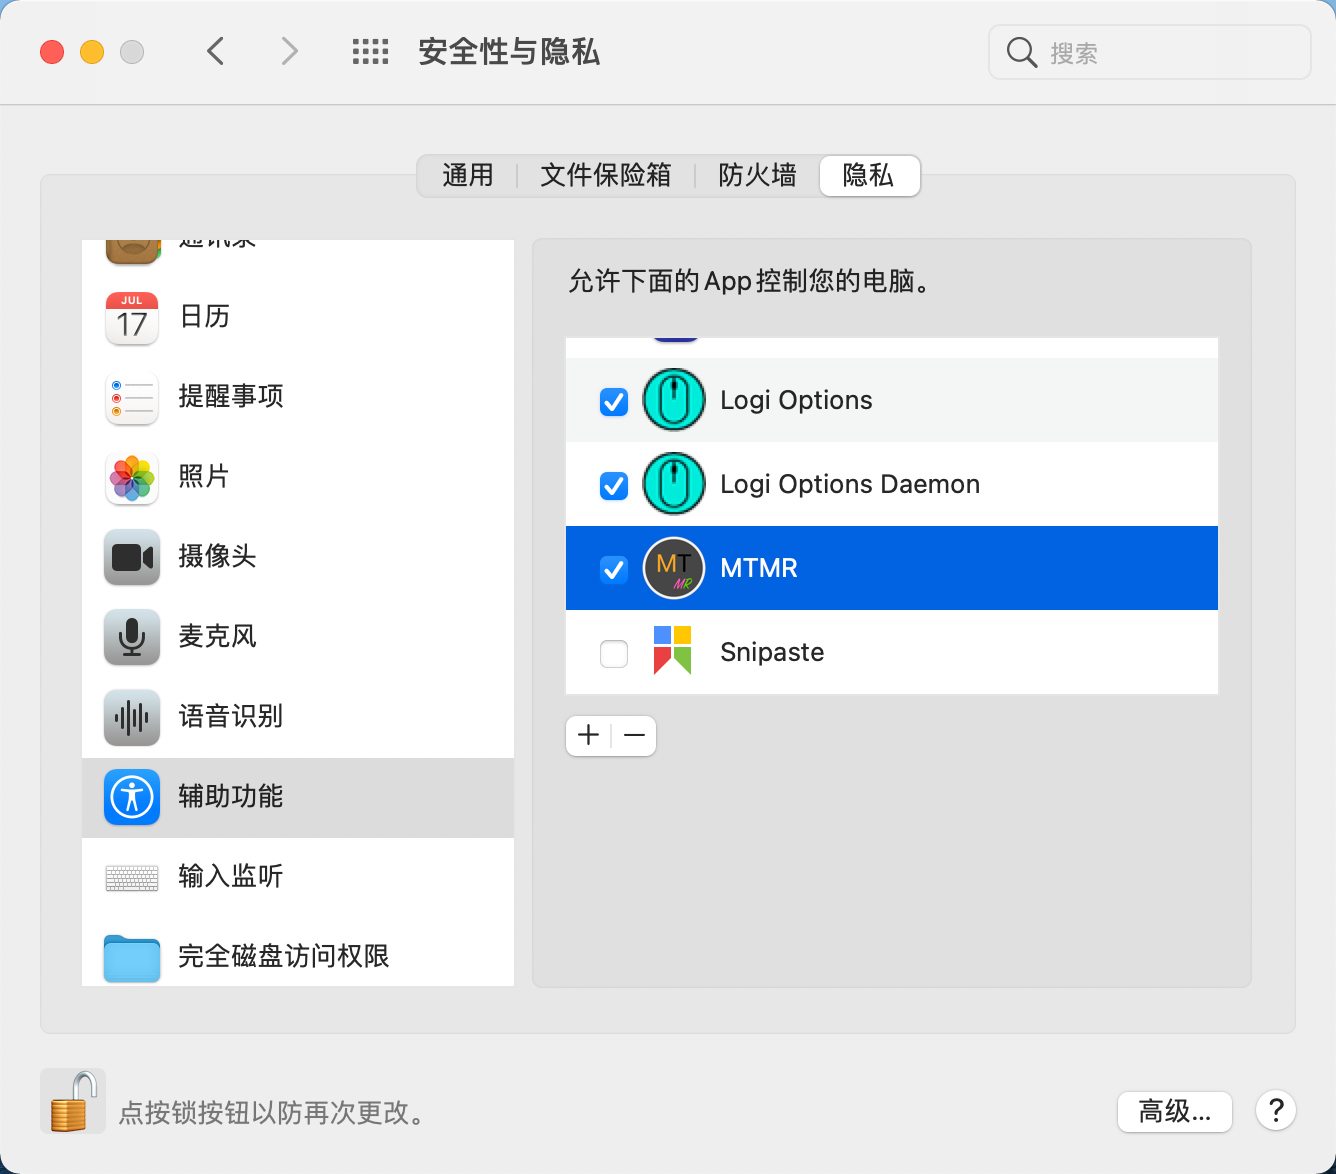 安全性与隐私
搜索
通用
文件保险箱
防火墙
隐私
通讯录
JUL
17
日历
提醒事项
照片
摄像头
麦克风
语音识别
辅助功能
输入监听
完全磁盘访问权限
允许下面的App控制您的电脑。
Logi Options
Logi Options Daemon
MT
MR
MTMR
Snipaste
点按锁按钮以防再次更改。
高级...
?